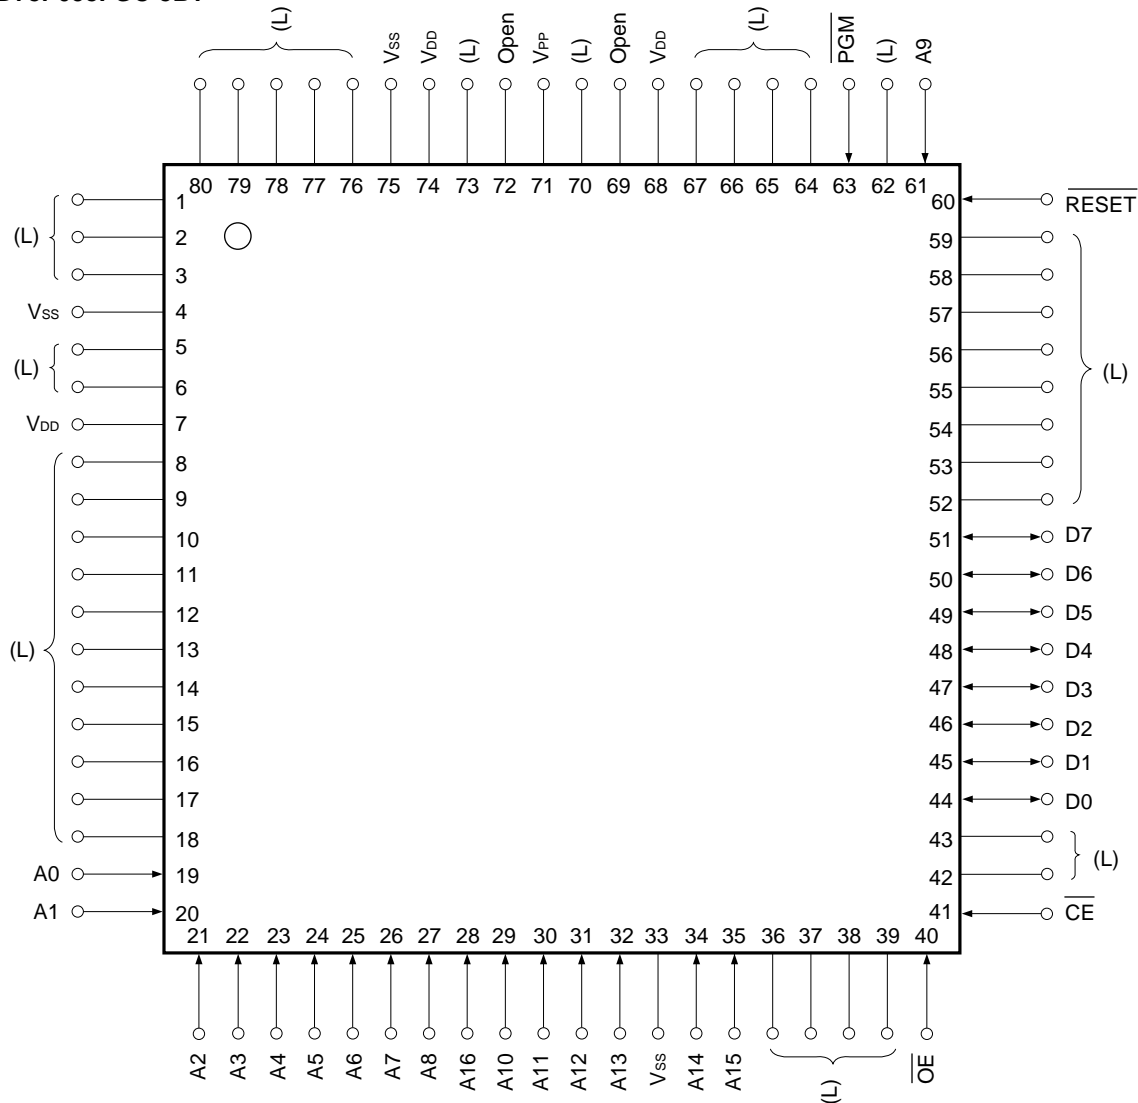 (L)
VSS
VDD
(L)
Open
VPP
(L)
Open
VDD
(L)
PGM
(L)
A9
80 79 78 77 76 75 74 73 72 71 70 69 68 67 66 65 64 63 62 61
(L)
1
2
3
VSS 4
(L)
5
6
VDD 7
(L)
8
9
10
11
12
13
14
15
16
17
18
A0 19
A1 20
60 RESET
59
58
57
56
55
54
53
52
(L)
51 D7
50 D6
49 D5
48 D4
47 D3
46 D2
45 D1
44 D0
43
42
(L)
41 CE
21 22 23 24 25 26 27 28 29 30 31 32 33 34 35 36 37 38 39 40
A2
A3
A4
A5
A6
A7
A8
A16
A10
A11
A12
A13
VSS
A14
A15
(L)
OE